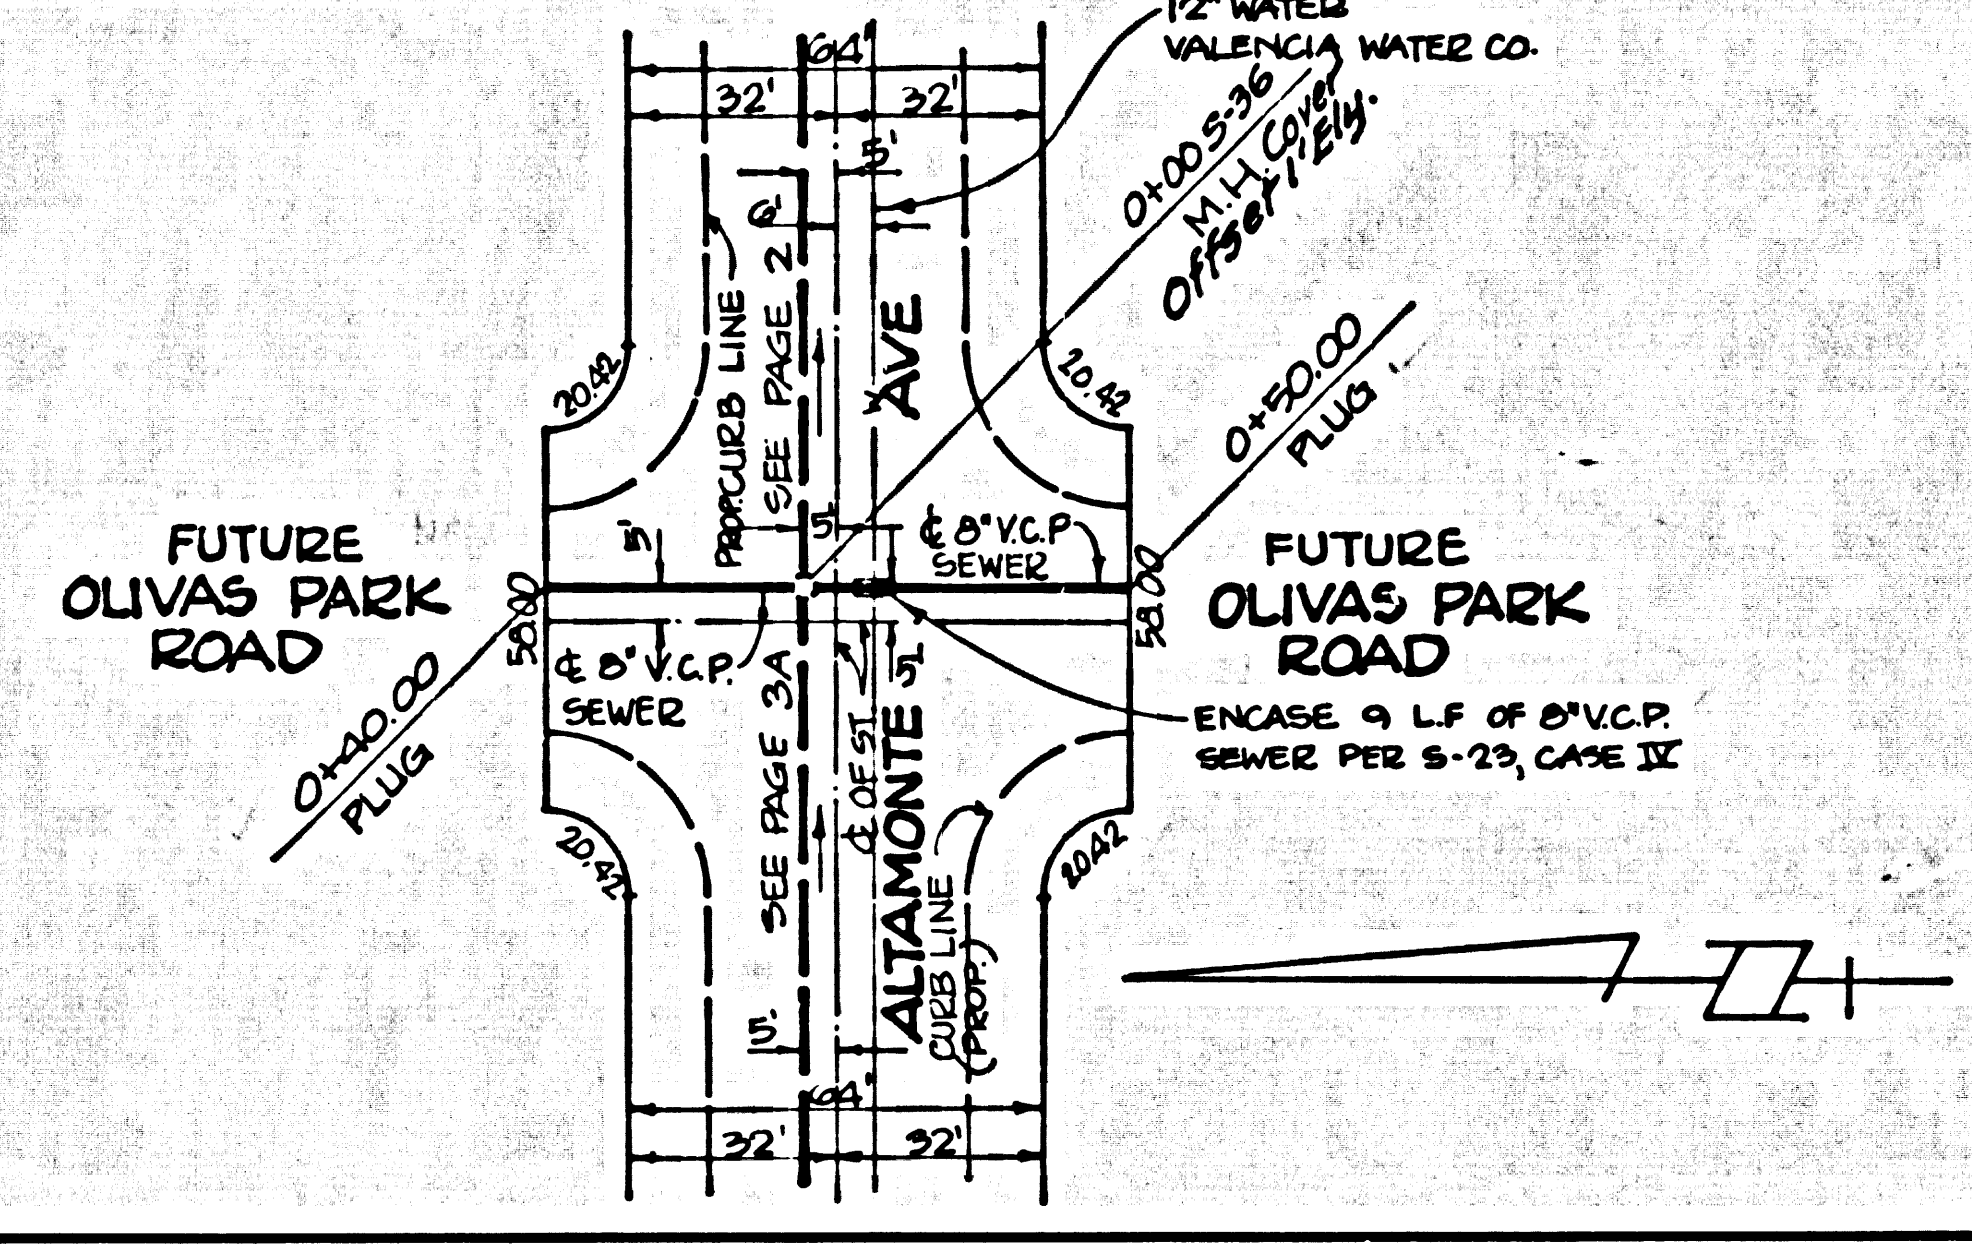 12" WATER
VALENCIA WATER CO.
64'
32'
32'
5'
6'
0+00 S-36
M.H. Cover
Offset 1' Ely.
PROP. CURB LINE
SEE PAGE 2
AVE
20.42
20.42
0+50.00
PLUG
5'
5'
℄ 8" V.C.P
SEWER
FUTURE
OLIVAS PARK
ROAD
58.00
58.00
FUTURE
OLIVAS PARK
ROAD
℄ 8" V.C.P.
SEWER
0+40.00
PLUG
SEE PAGE 3A
℄ OF ST.
5'
ALTAMONTE
ENCASE 9 L.F OF 8" V.C.P.
SEWER PER S-23, CASE IV
20.42
20.42
CURB LINE
(PROP.)
N
5'
64'
32'
32'